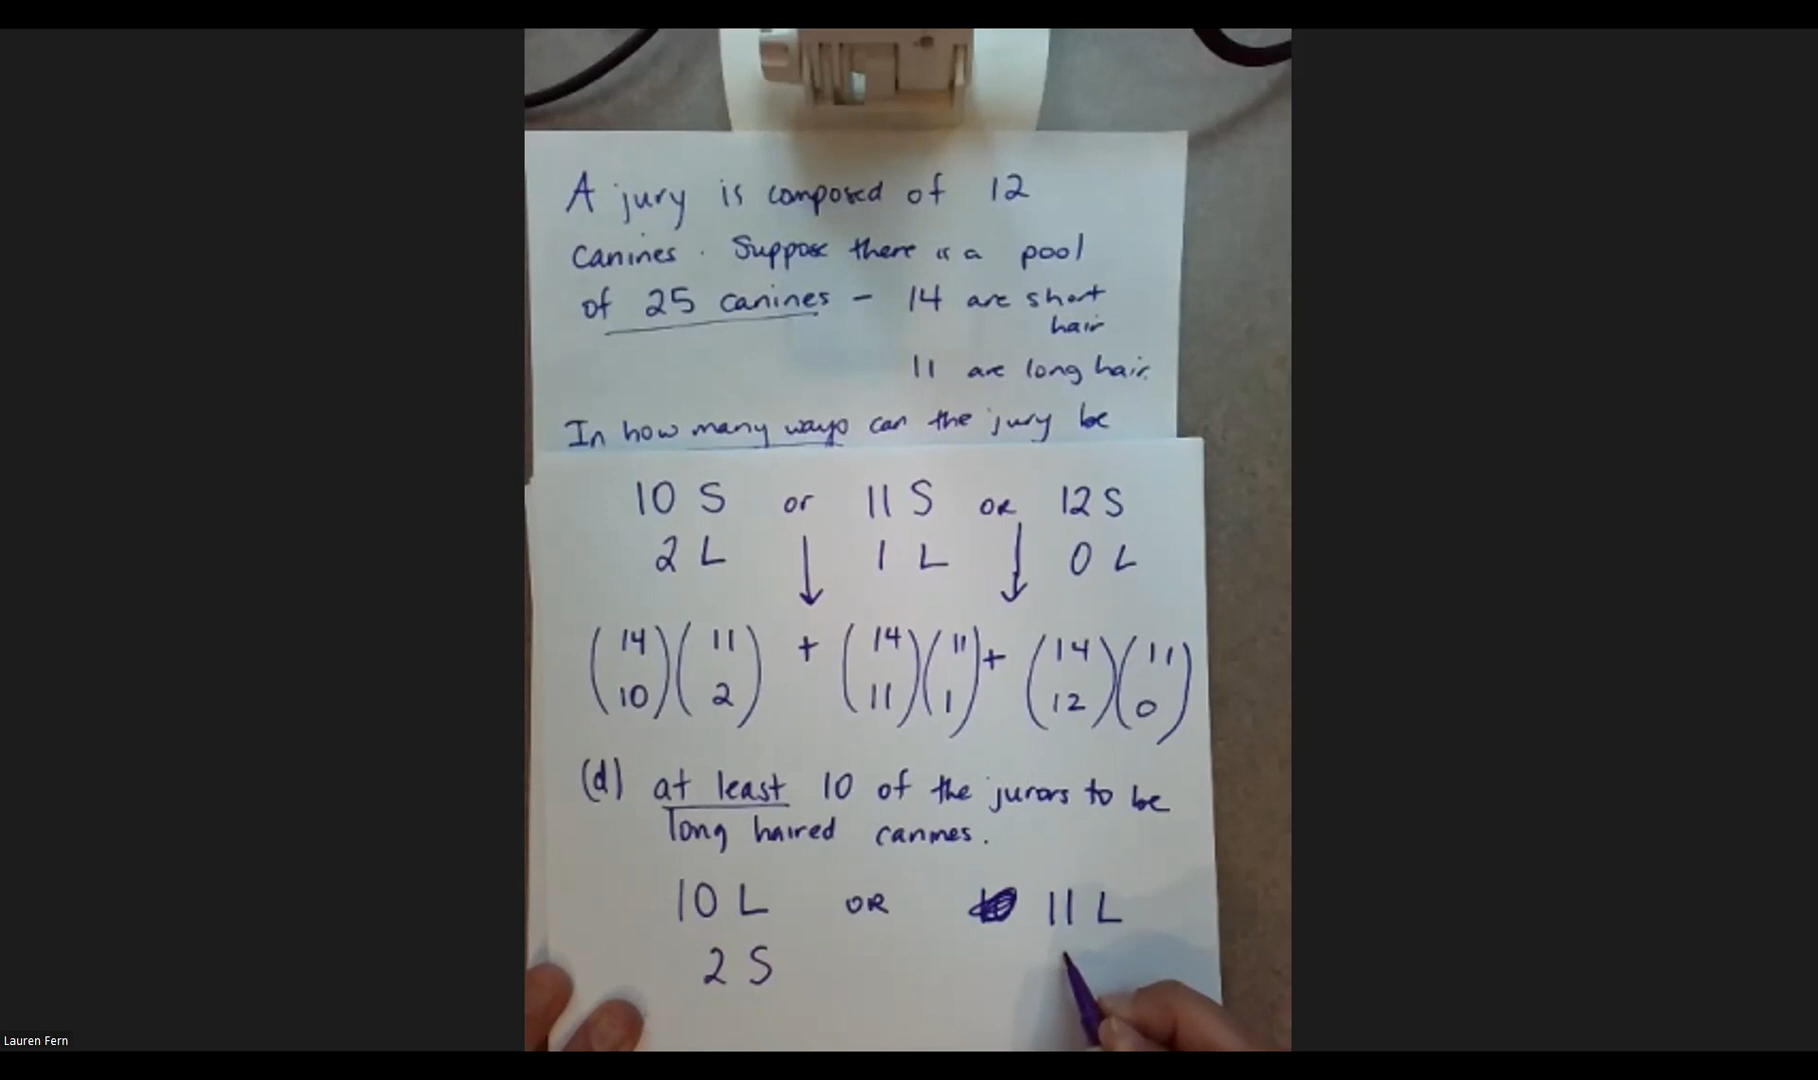 A jury is composed of 12
canines. Suppose there is a pool
of 25 canines - 14 are short
hair
11 are long hair.
In how many ways can the jury be
10 S or 11 S OR 12 S
2 L 1 L 0 L
(14 10)(11 2) + (14 11)(11 1) + (14 12)(11 0)
(d) at least 10 of the jurors to be
long haired canines.
10 L OR 11 L
2 S
Lauren Fern